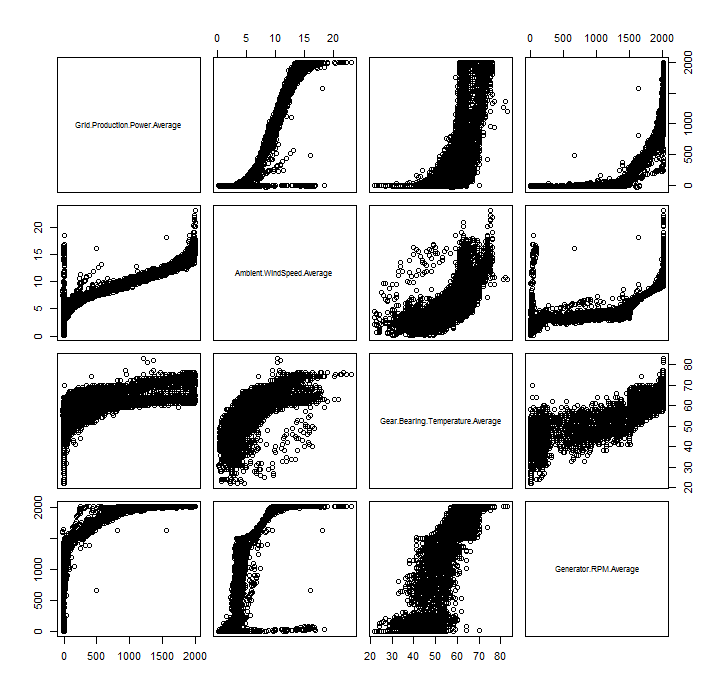 0 5 10 15 20
0 500 1000 1500 2000
Grid.Production.Power.Average
0 500 1000 2000
0 5 10 15 20
Ambient.WindSpeed.Average
Gear.Bearing.Temperature.Average
20 30 40 50 60 70 80
0 500 1000 2000
Generator.RPM.Average
0 500 1000 1500 2000
20 30 40 50 60 70 80